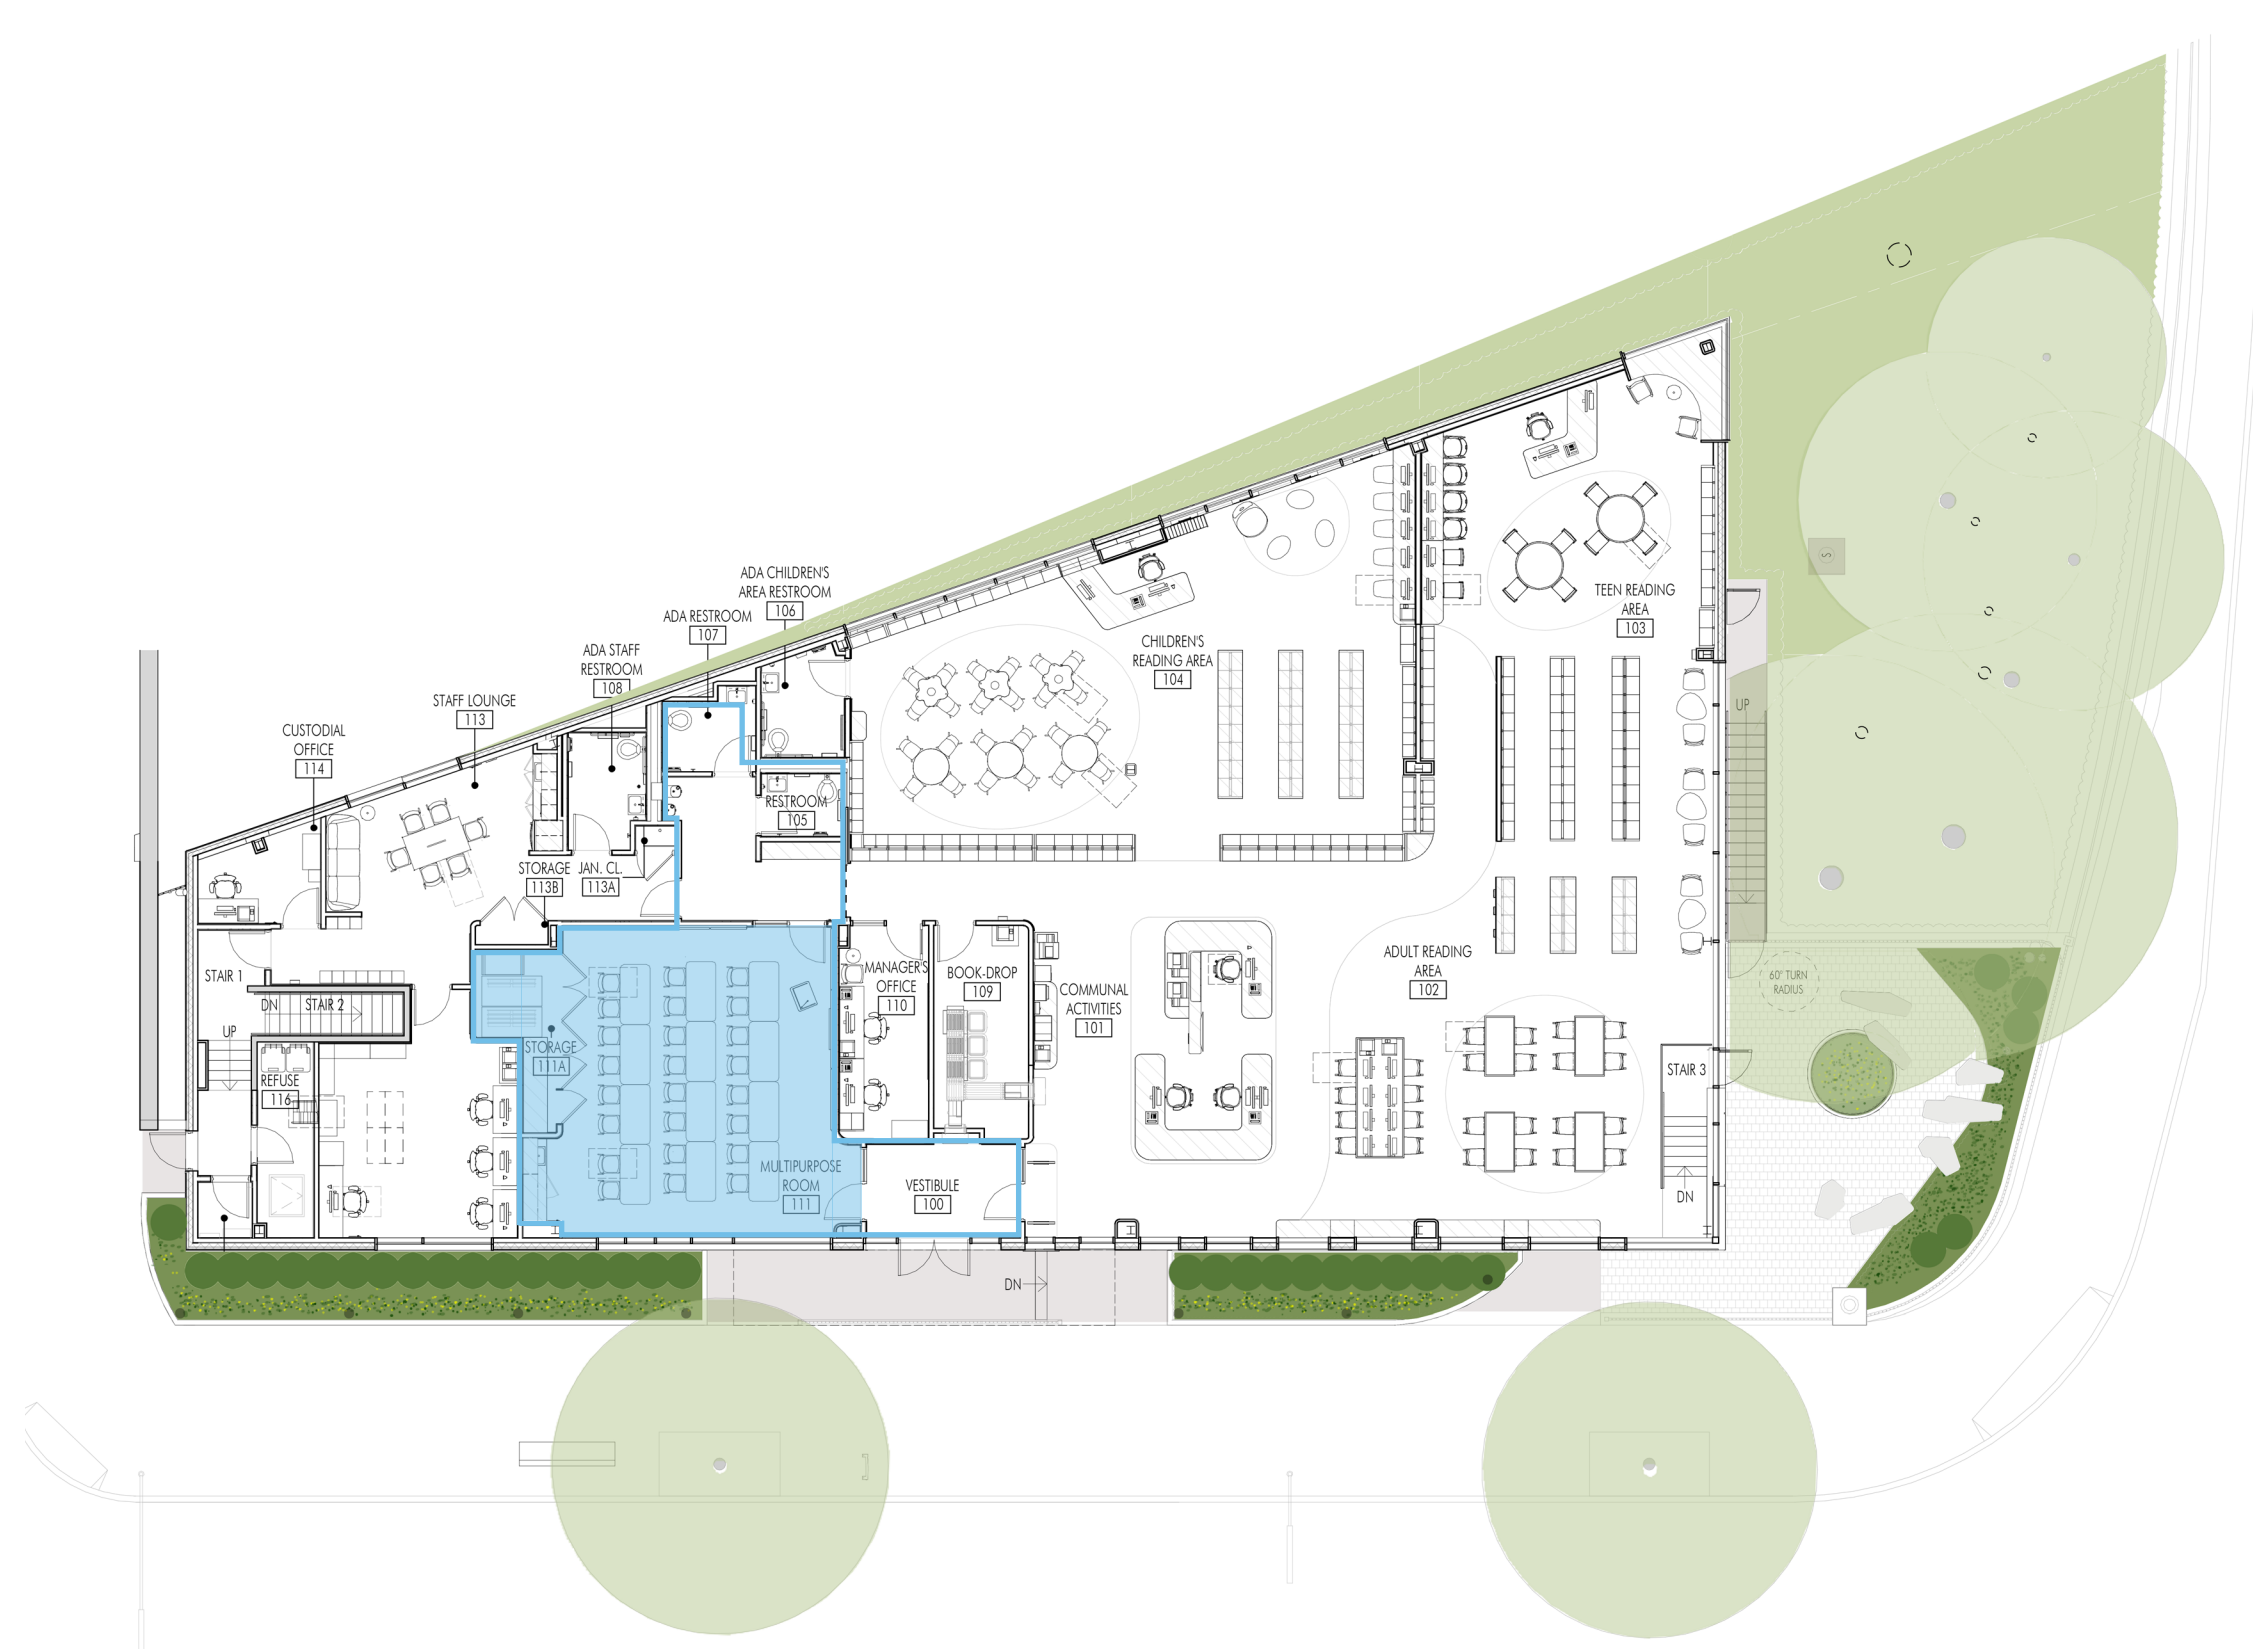 ADA CHILDREN'S
AREA RESTROOM
106
ADA RESTROOM
107
ADA STAFF
RESTROOM
108
STAFF LOUNGE
113
CUSTODIAL
OFFICE
114
TEEN READING
AREA
103
CHILDREN'S
READING AREA
104
UP
S
RESTROOM
105
STORAGE
113B
JAN. CL.
113A
STAIR 1
DN
STAIR 2
UP
REFUSE
116
STORAGE
111A
MANAGER'S
OFFICE
110
BOOK-DROP
109
COMMUNAL
ACTIVITIES
101
ADULT READING
AREA
102
60" TURN
RADIUS
STAIR 3
DN
MULTIPURPOSE
ROOM
111
VESTIBULE
100
DN